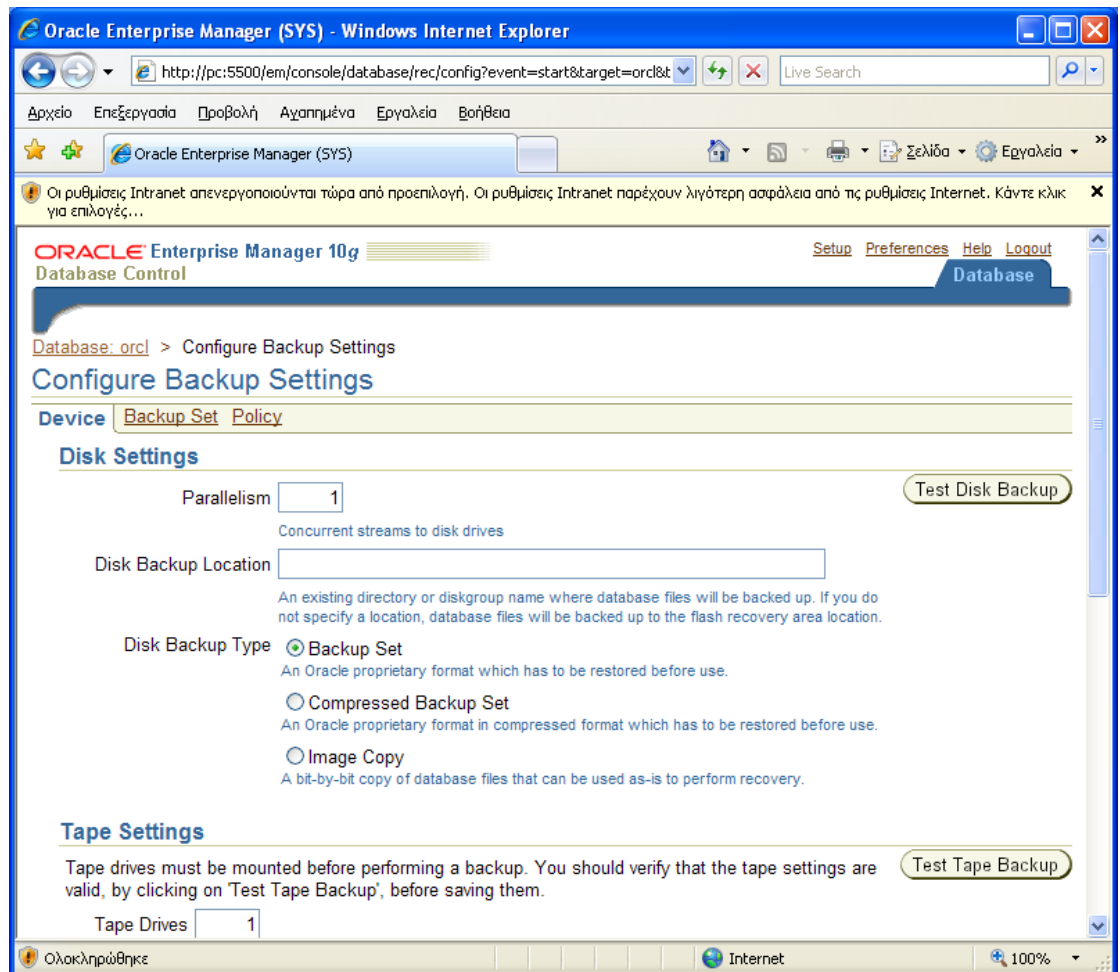 Oracle Enterprise Manager (SYS) - Windows Internet Explorer
http://pc:5500/em/console/database/rec/config?event=start&target=orcl&t
Live Search
Αρχείο Επεξεργασία Προβολή Αγαπημένα Εργαλεία Βοήθεια
Oracle Enterprise Manager (SYS)
Σελίδα Εργαλεία
Οι ρυθμίσεις Intranet απενεργοποιούνται τώρα από προεπιλογή. Οι ρυθμίσεις Intranet παρέχουν λιγότερη ασφάλεια από τις ρυθμίσεις Internet. Κάντε κλικ
για επιλογές...
ORACLE Enterprise Manager 10g
Database Control
Setup Preferences Help Logout
Database
Database: orcl > Configure Backup Settings
Configure Backup Settings
Device Backup Set Policy
Disk Settings
Parallelism 1
Test Disk Backup
Concurrent streams to disk drives
Disk Backup Location
An existing directory or diskgroup name where database files will be backed up. If you do
not specify a location, database files will be backed up to the flash recovery area location.
Disk Backup Type Backup Set
An Oracle proprietary format which has to be restored before use.
Compressed Backup Set
An Oracle proprietary format in compressed format which has to be restored before use.
Image Copy
A bit-by-bit copy of database files that can be used as-is to perform recovery.
Tape Settings
Tape drives must be mounted before performing a backup. You should verify that the tape settings are
valid, by clicking on 'Test Tape Backup', before saving them.
Test Tape Backup
Tape Drives 1
Ολοκληρώθηκε
Internet
100%